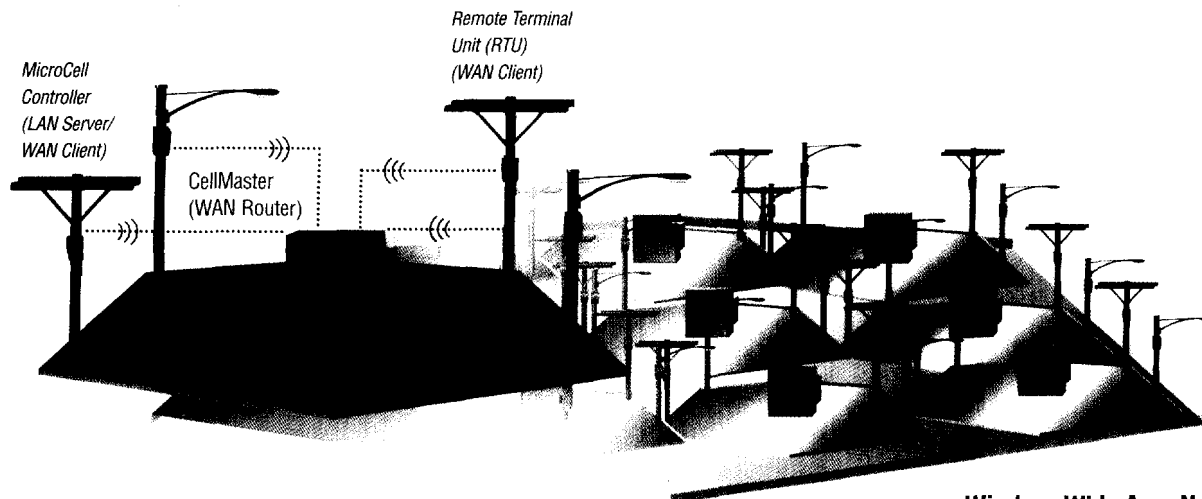 Remote Terminal
Unit (RTU)
(WAN Client)
MicroCell
Controller
(LAN Server/
WAN Client)
CellMaster
(WAN Router)